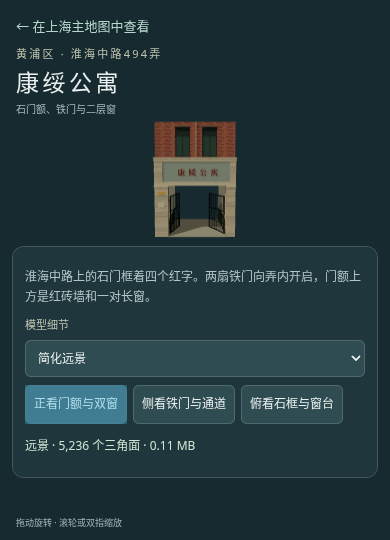 ← 在上海主地图中查看
黄浦区 · 淮海中路494弄
康绥公寓
石门额、铁门与二层窗
康绥公寓
淮海中路上的石门框着四个红字。两扇铁门向弄内开启，门额上
方是红砖墙和一对长窗。
模型细节
简化远景
正看门额与双窗
侧看铁门与通道
俯看石框与窗台
远景 · 5,236 个三角面 · 0.11 MB
拖动旋转 · 滚轮或双指缩放